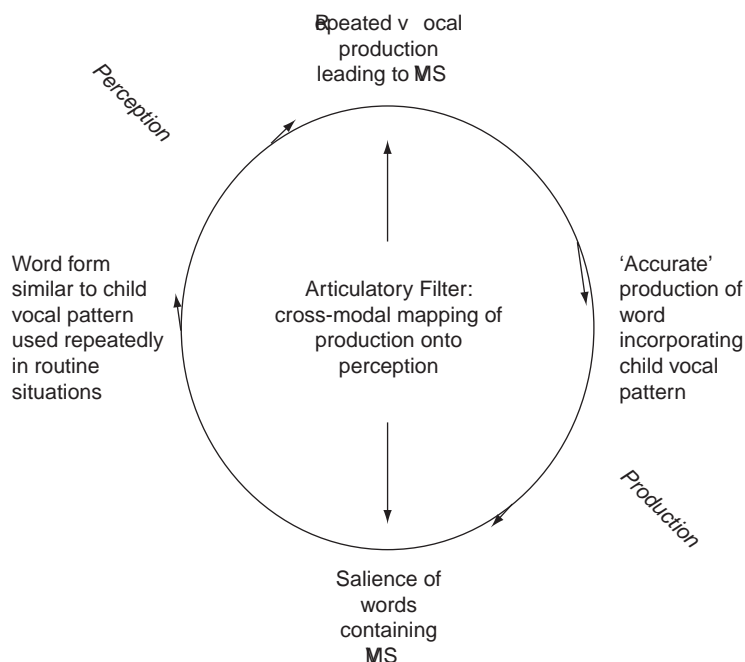 Repeated v ocal
production
leading to VMS
Perception
Word form
similar to child
vocal pattern
used repeatedly
in routine
situations
Articulatory Filter:
cross-modal mapping of
production onto
perception
‘Accurate’
production of
word
incorporating
child vocal
pattern
Production
Salience of
words
containing
VMS